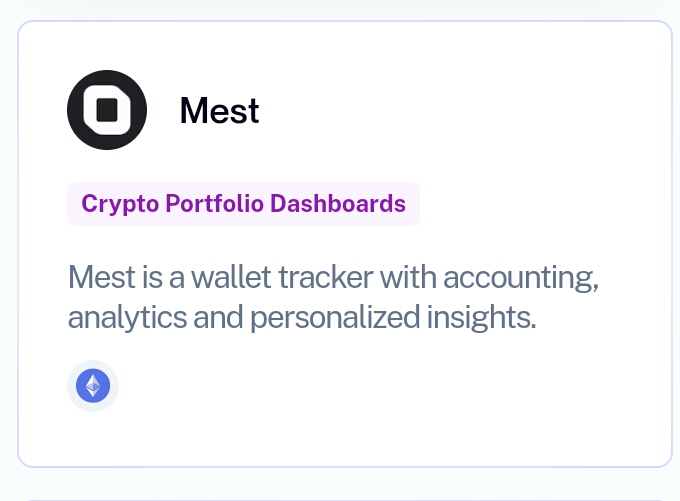 Mest
Crypto Portfolio Dashboards
Mest is a wallet tracker with accounting,
analytics and personalized insights.